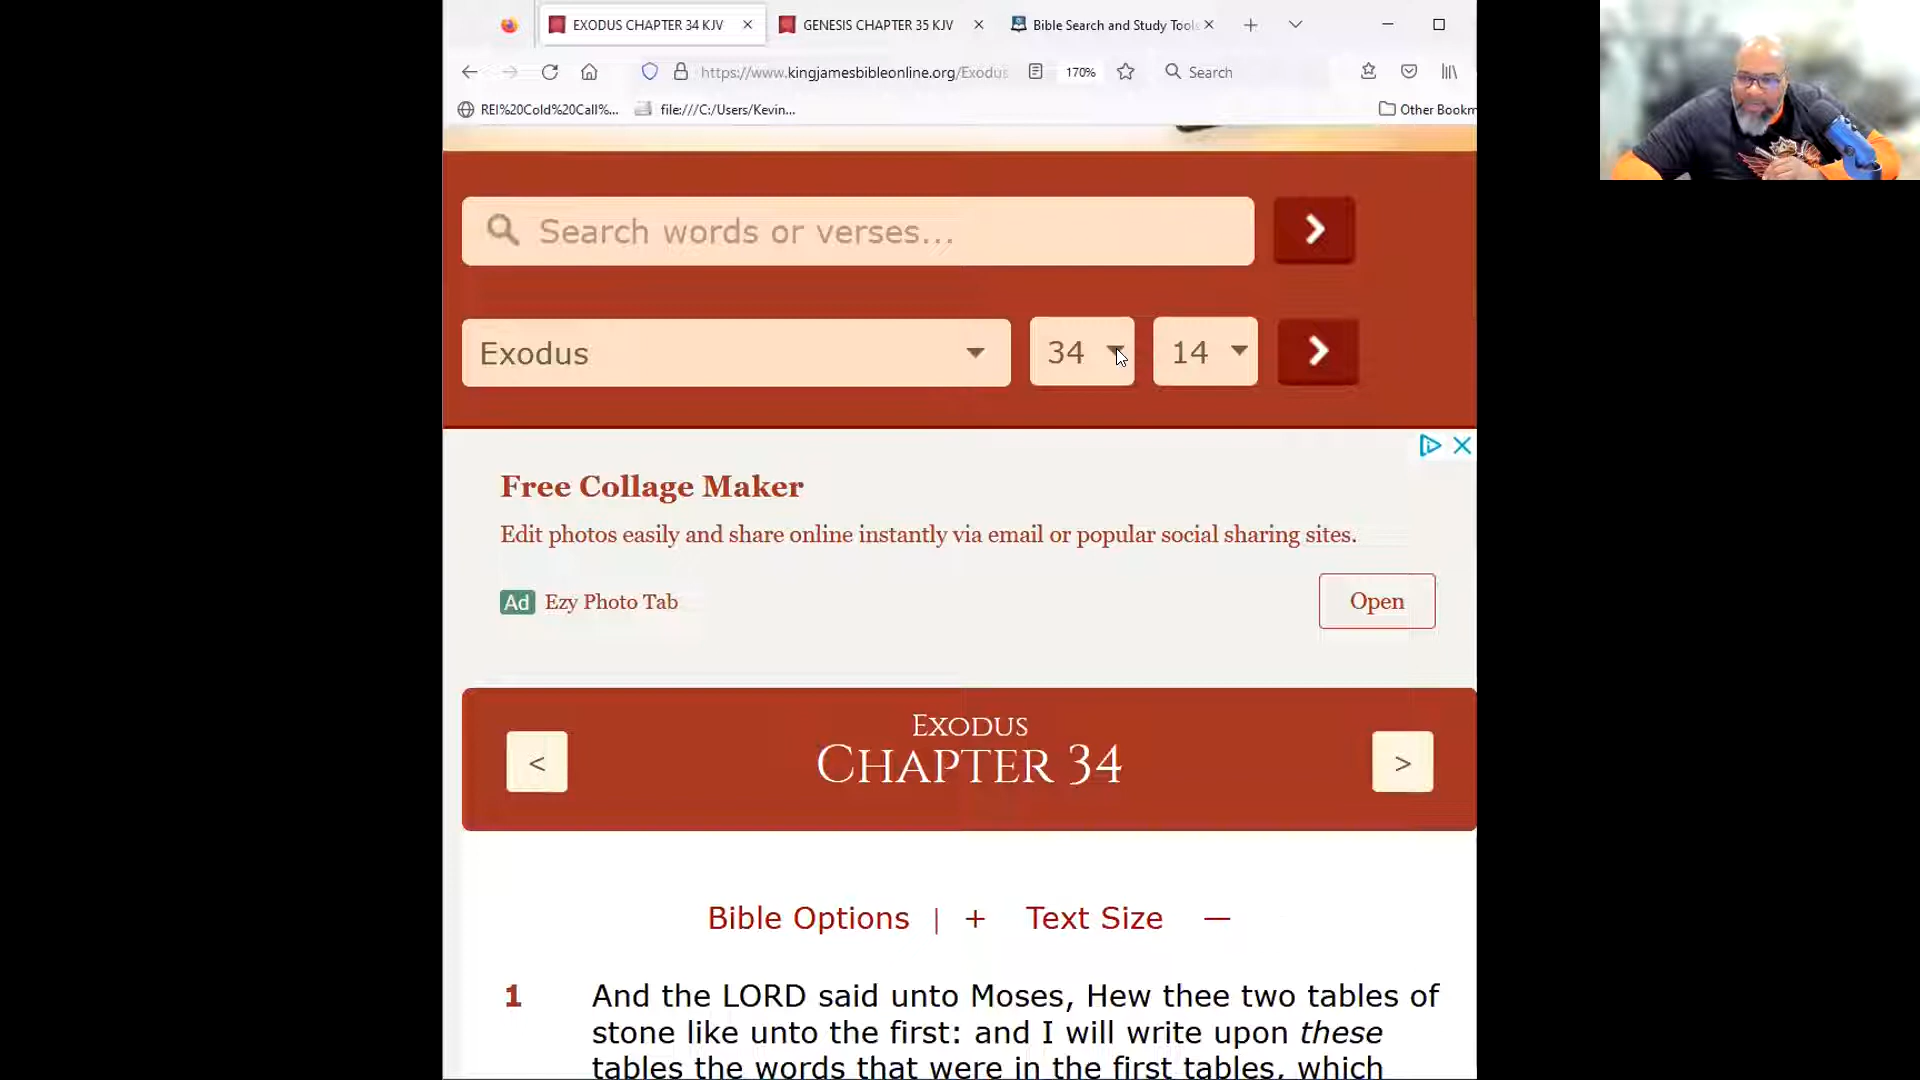 EXODUS CHAPTER 34 KJV
GENESIS CHAPTER 35 KJV
Bible Search and Study Tools
https://www.kingjamesbibleonline.org/Exodus
170%
Search
REI%20Cold%20Call%...
file:///C:/Users/Kevin...
Other Bookm
Search words or verses...
Exodus
34
14
Free Collage Maker
Edit photos easily and share online instantly via email or popular social sharing sites.
Ad Ezy Photo Tab
Open
<
EXODUS
CHAPTER 34
>
Bible Options | + Text Size —
1 And the LORD said unto Moses, Hew thee two tables of
stone like unto the first: and I will write upon these
tables the words that were in the first tables, which